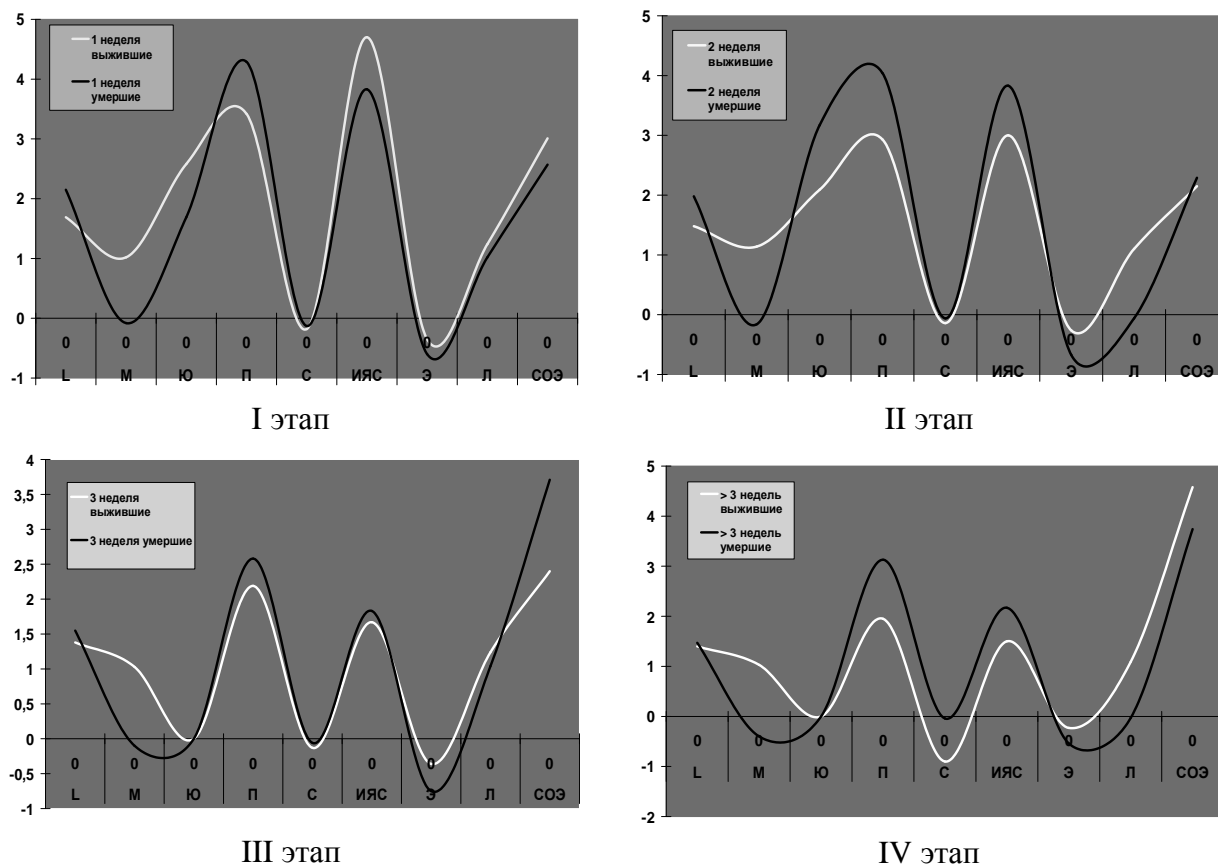 5
4
3
2
1
0
-1
1 неделя
выжившие
1 неделя
умершие
0 0 0 0 0 0 0 0 0
L М Ю П С ИЯС Э Л СОЭ
I этап
5
4
3
2
1
0
-1
2 неделя
выжившие
2 неделя
умершие
0 0 0 0 0 0 0 0 0
L М Ю П С ИЯС Э Л СОЭ
II этап
4
3,5
3
2,5
2
1,5
1
0,5
0
-0,5
-1
3 неделя
выжившие
3 неделя умершие
0 0 0 0 0 0 0 0 0
L М Ю П С ИЯС Э Л СОЭ
III этап
5
4
3
2
1
0
-1
-2
> 3 недель
выжившие
> 3 недель
умершие
0 0 0 0 0 0 0 0 0
L М Ю П С ИЯС Э Л СОЭ
IV этап